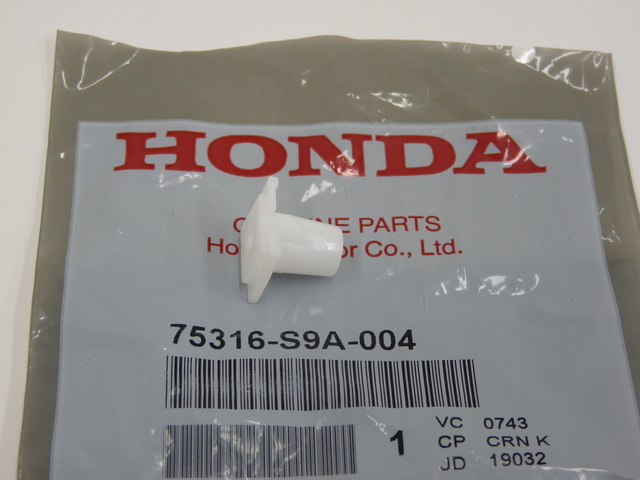 HONDA
PARTS
Co., Ltd.
75316-S9A-004
1
VC 0743
CP CRN K
JD 19032